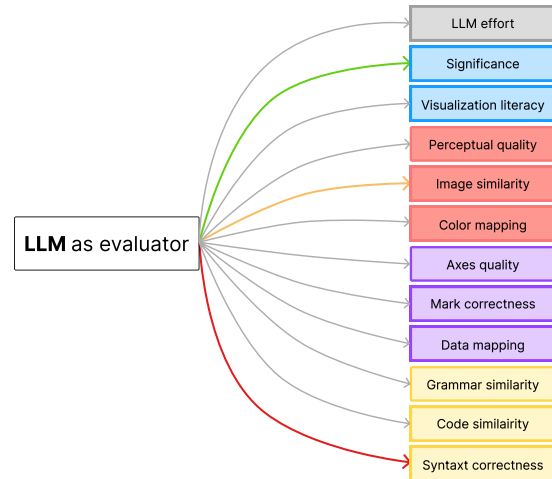 LLM effort
Significance
Visualization literacy
Perceptual quality
Image similarity
LLM as evaluator
Color mapping
Axes quality
Mark correctness
Data mapping
Grammar similarity
Code similairity
Syntaxt correctness